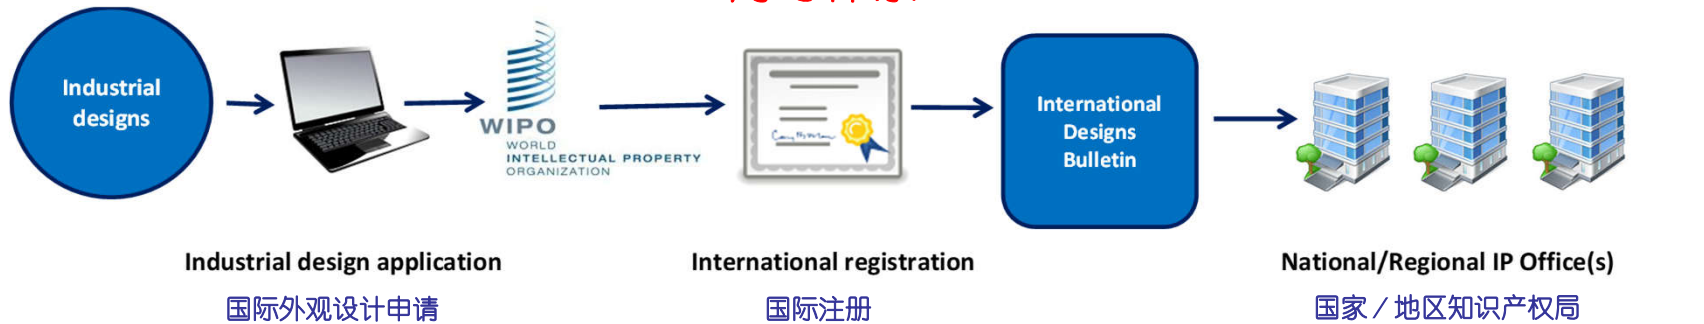 Industrial
designs
WIPO
WORLD
INTELLECTUAL PROPERTY
ORGANIZATION
International
Designs
Bulletin
Industrial design application
International registration
National/Regional IP Office(s)
国际外观设计申请
国际注册
国家／地区知识产权局